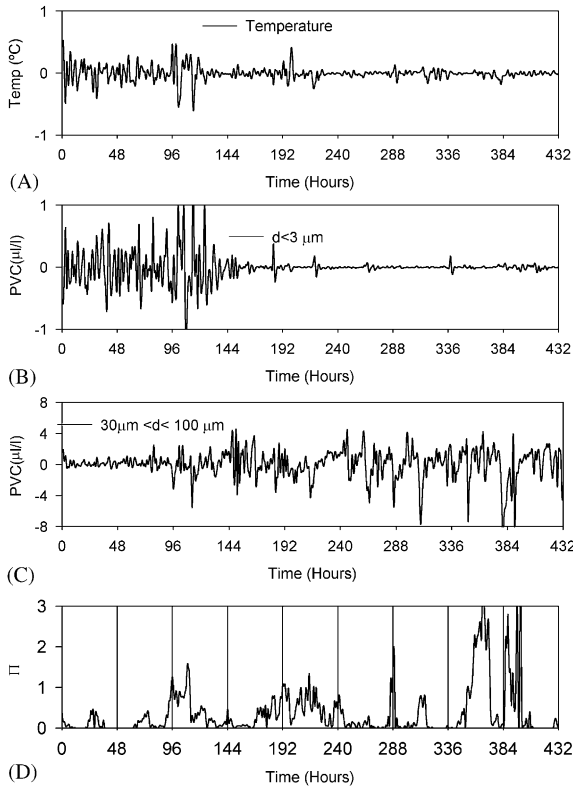 1
Temperature
Temp (ºC)
0
-1
0 48 96 144 192 240 288 336 384 432
(A)
Time (Hours)
1
d<3 µm
PVC(µl/l)
0
-1
0 48 96 144 192 240 288 336 384 432
(B)
Time (Hours)
8
30µm <d< 100 µm
4
PVC(µl/l)
0
-4
-8
0 48 96 144 192 240 288 336 384 432
(C)
Time (Hours)
3
2
Π
1
0
0 48 96 144 192 240 288 336 384 432
(D)
Time (Hours)